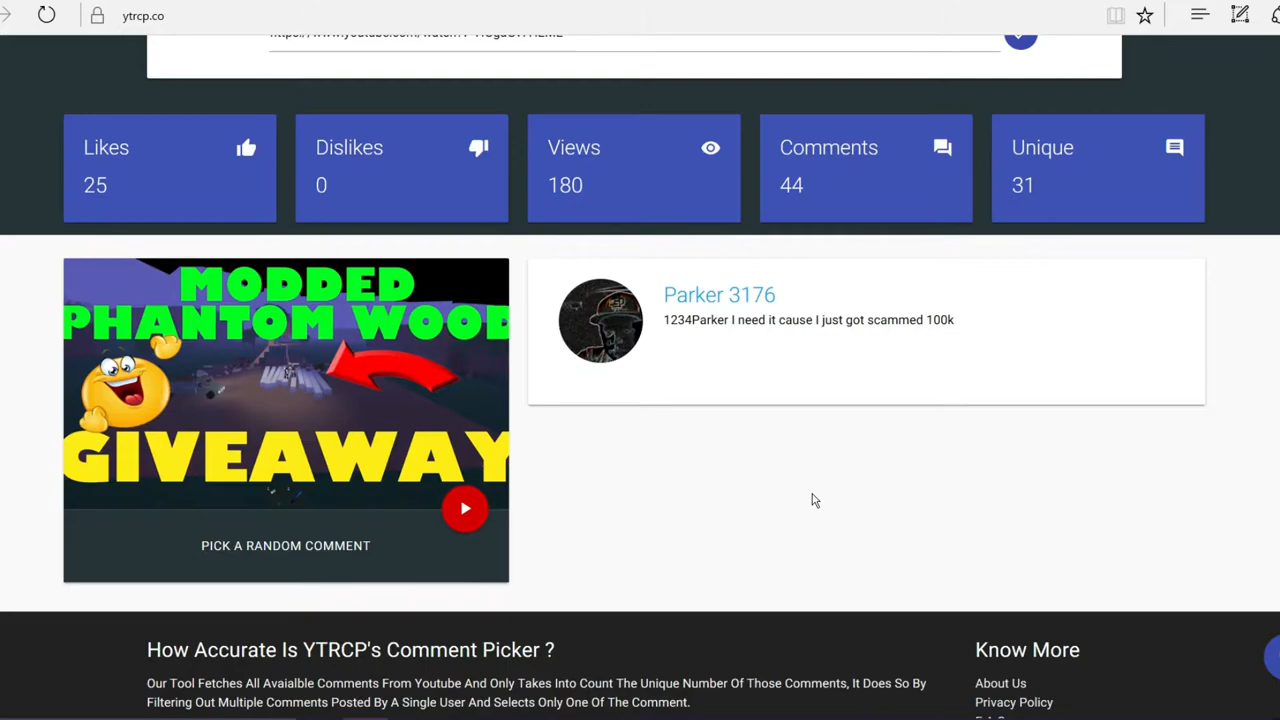 ytrcp.co
Likes
25
Dislikes
0
Views
180
Comments
44
Unique
31
MODDED
PHANTOM WOOD
GIVEAWAY
PICK A RANDOM COMMENT
Parker 3176
1234Parker I need it cause I just got scammed 100k
How Accurate Is YTRCP's Comment Picker ?
Our Tool Fetches All Avaialble Comments From Youtube And Only Takes Into Count The Unique Number Of Those Comments, It Does So By
Filtering Out Multiple Comments Posted By A Single User And Selects Only One Of The Comment.
Know More
About Us
Privacy Policy